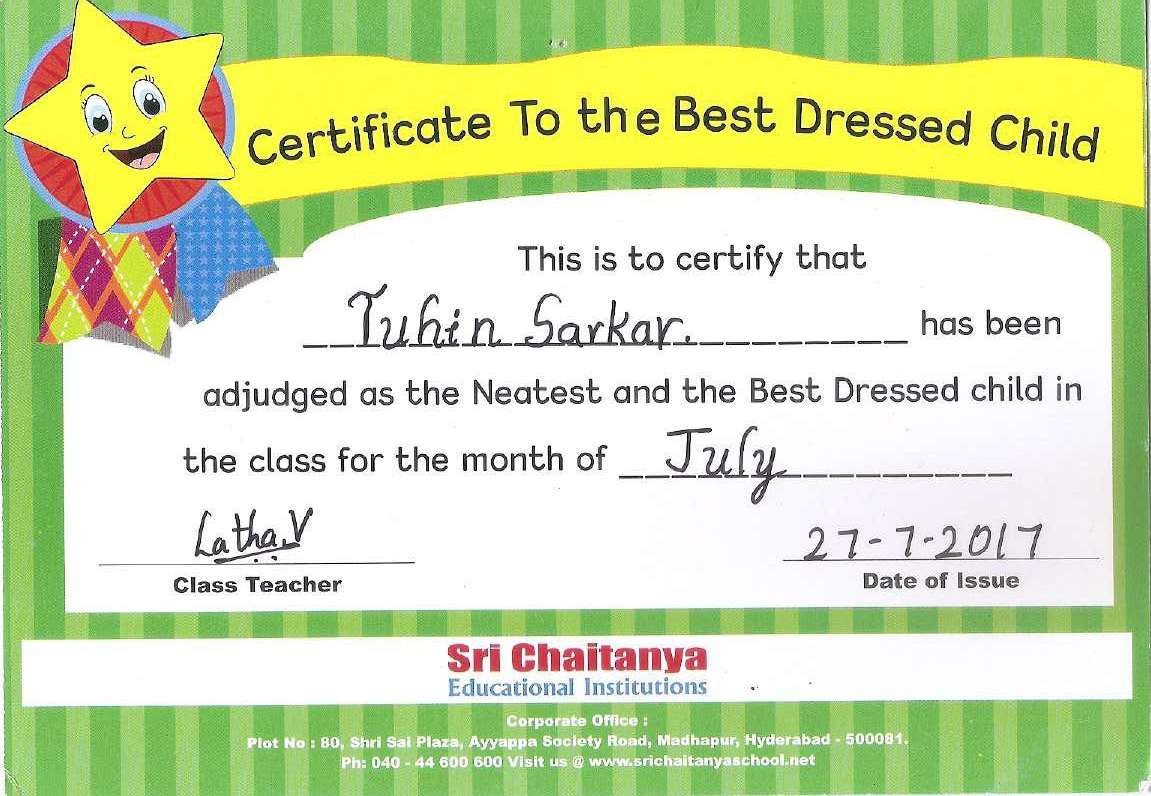 Certificate To the Best Dressed Child
This is to certify that
Tuhin Sarkar. has been
adjudged as the Neatest and the Best Dressed child in
the class for the month of July
Latha.V 27-7-2017
Class Teacher Date of Issue
Sri Chaitanya
Educational Institutions
Corporate Office :
Plot No : 80, Shri Sai Plaza, Ayyappa Society Road, Madhapur, Hyderabad - 500081.
Ph: 040 - 44 600 600 Visit us @ www.srichaitanyaschool.net